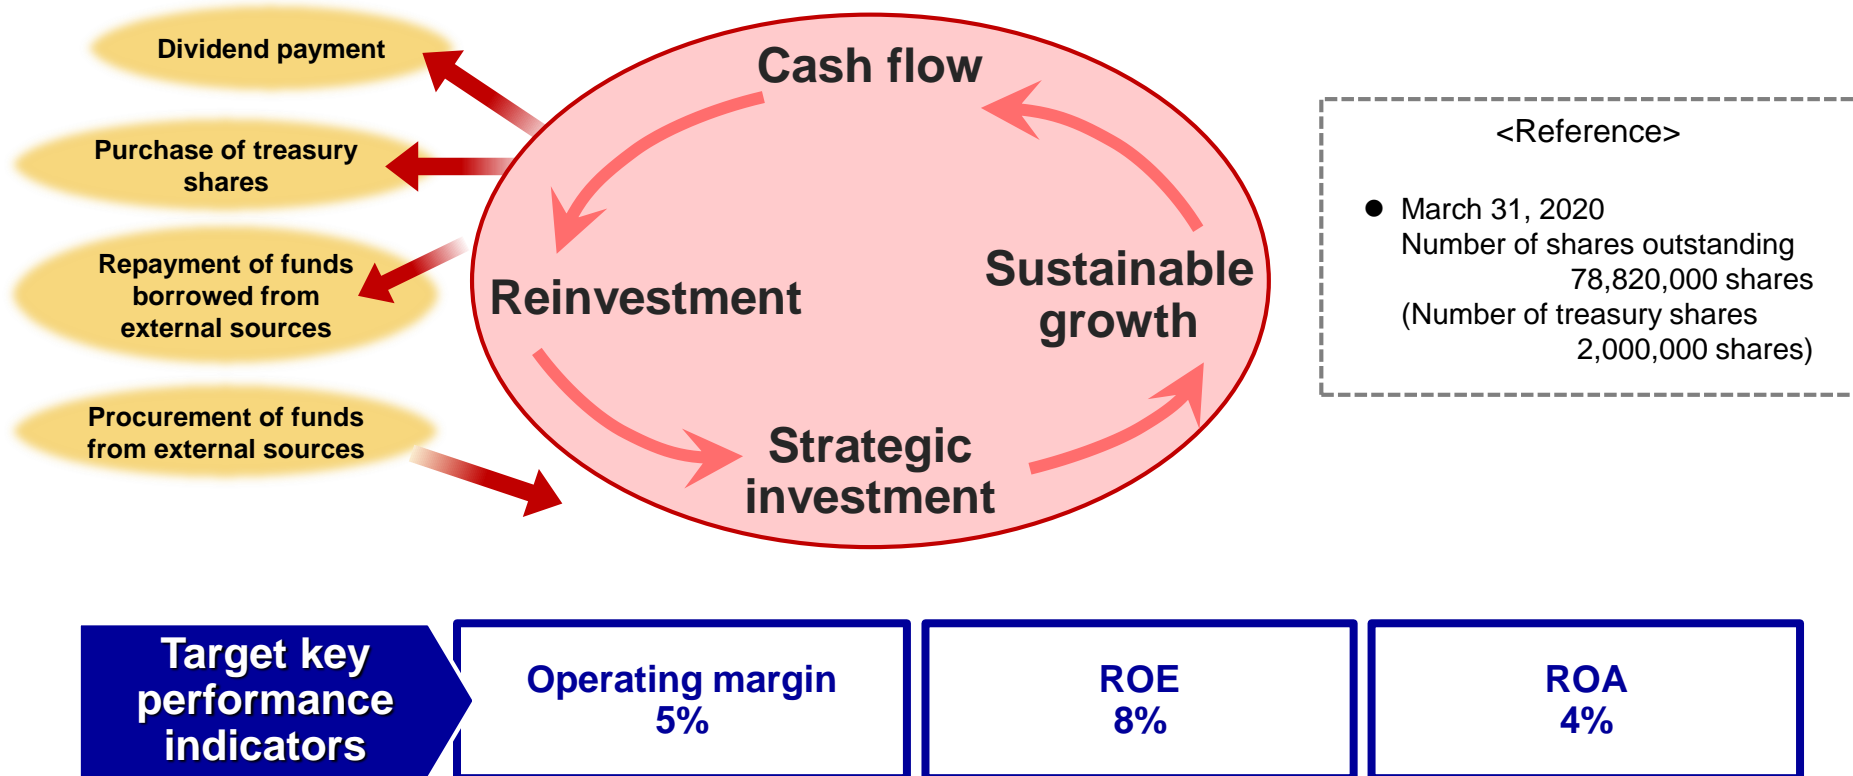 Dividend payment
Purchase of treasury
shares
Repayment of funds
borrowed from
external sources
Procurement of funds
from external sources
Cash flow
Reinvestment
Sustainable
growth
Strategic
investment
<Reference>
● March 31, 2020
Number of shares outstanding
78,820,000 shares
(Number of treasury shares
2,000,000 shares)
Target key
performance
indicators
Operating margin
5%
ROE
8%
ROA
4%